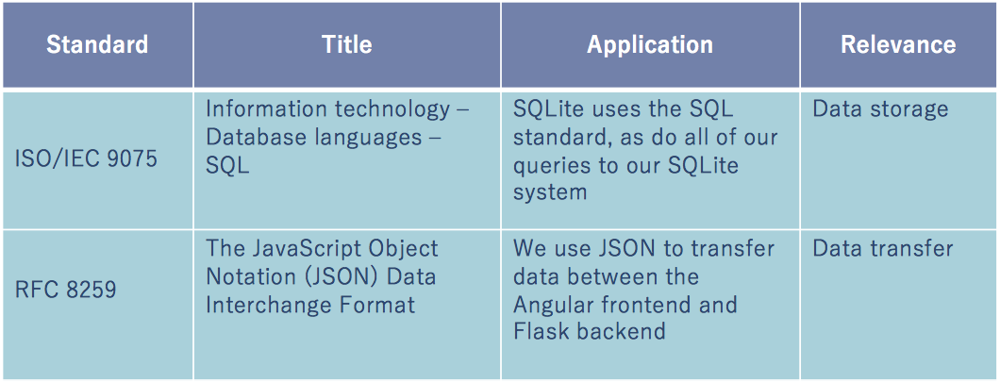 Standard
Title
Application
Relevance
ISO/IEC 9075
Information technology –
Database languages –
SQL
SQLite uses the SQL
standard, as do all of our
queries to our SQLite
system
Data storage
RFC 8259
The JavaScript Object
Notation (JSON) Data
Interchange Format
We use JSON to transfer
data between the
Angular frontend and
Flask backend
Data transfer